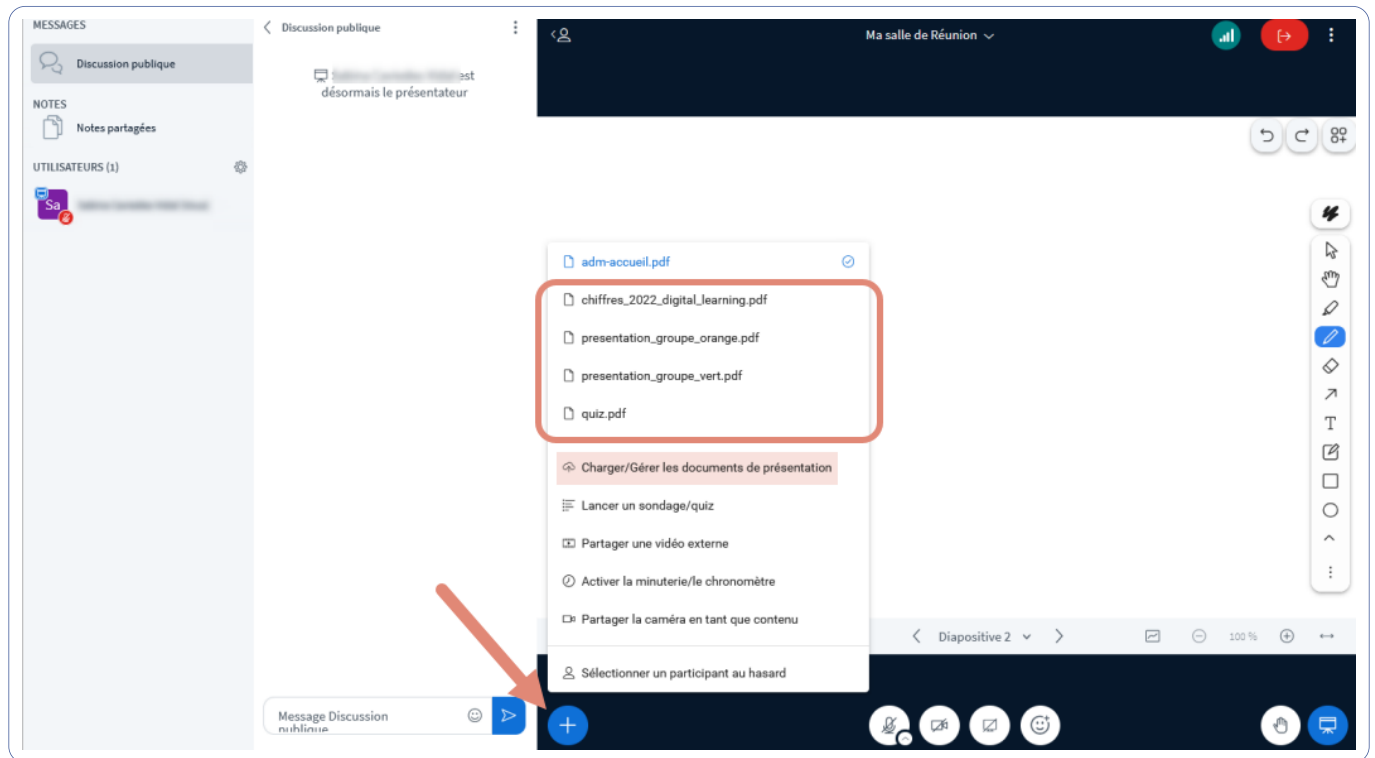 MESSAGES
Discussion publique
NOTES
Notes partagées
UTILISATEURS (1)
Sa
Discussion publique
est
désormais le présentateur
Message Discussion
publique
Ma salle de Réunion
adm-accueil.pdf
chiffres_2022_digital_learning.pdf
presentation_groupe_orange.pdf
presentation_groupe_vert.pdf
quiz.pdf
Charger/Gérer les documents de présentation
Lancer un sondage/quiz
Partager une vidéo externe
Activer la minuterie/le chronomètre
Partager la caméra en tant que contenu
Sélectionner un participant au hasard
T
Diapositive 2
100 %